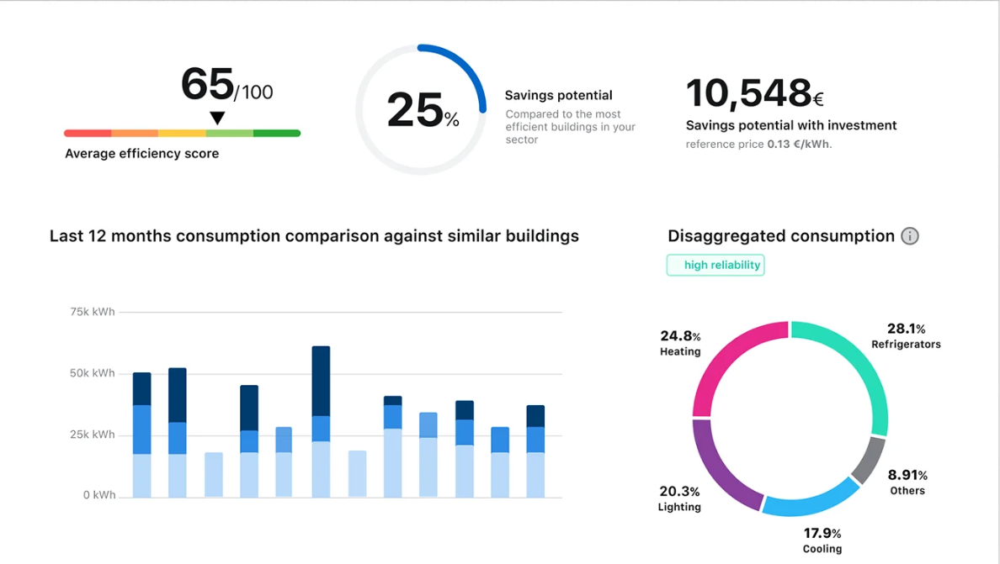 65/100
Average efficiency score
25%
Savings potential
Compared to the most
efficient buildings in your
sector
10,548€
Savings potential with investment
reference price 0.13 €/kWh.
Last 12 months consumption comparison against similar buildings
75k kWh
50k kWh
25k kWh
0 kWh
Disaggregated consumption i
high reliability
24.8%
Heating
28.1%
Refrigerators
8.91%
Others
20.3%
Lighting
17.9%
Cooling